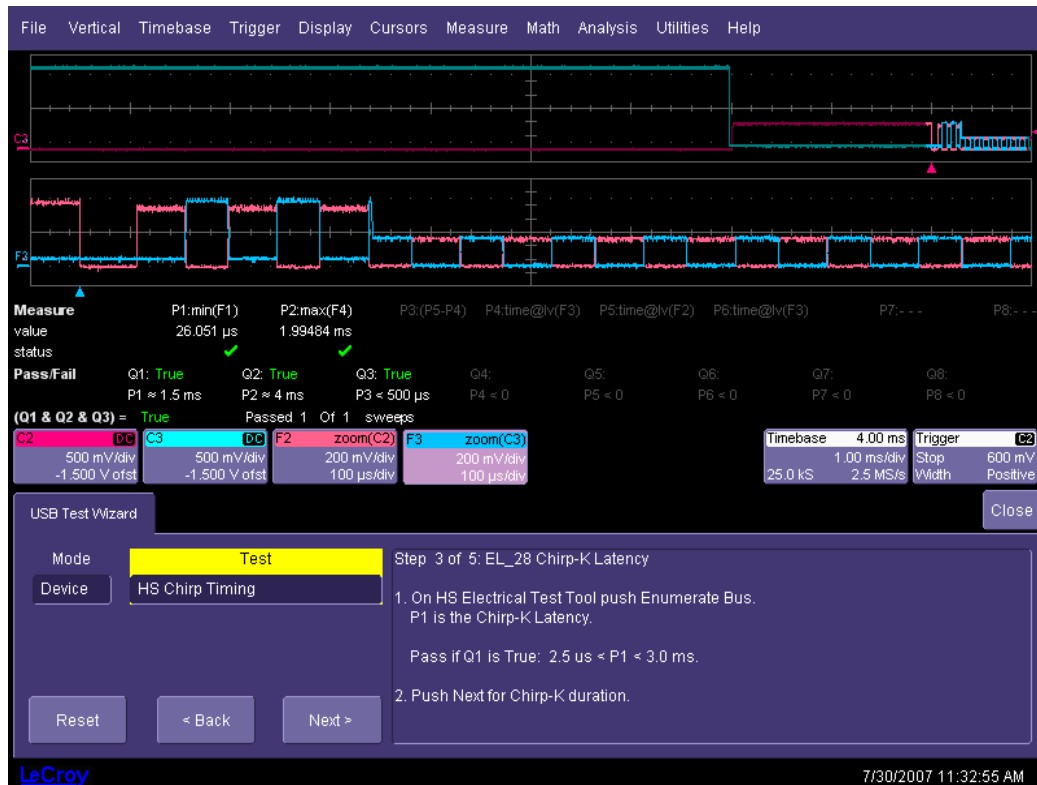 File Vertical Timebase Trigger Display Cursors Measure Math Analysis Utilities Help
C3
F3
Measure P1:min(F1) P2:max(F4) P3:(P5-P4) P4:time@lv(F3) P5:time@lv(F2) P6:time@lv(F3) P7:--- P8:---
value 26.051 µs 1.99484 ms
status
Pass/Fail Q1: True Q2: True Q3: True Q4: Q5: Q6: Q7: Q8:
P1 ≈ 1.5 ms P2 ≈ 4 ms P3 < 500 µs P4 < 0 P5 < 0 P6 < 0 P7 < 0 P8 < 0
(Q1 & Q2 & Q3) = True Passed 1 Of 1 sweeps
C2 DC C3 DC F2 zoom(C2) F3 zoom(C3) Timebase 4.00 ms Trigger C2
500 mV/div 500 mV/div 200 mV/div 200 mV/div 1.00 ms/div Stop 600 mV
-1.500 V ofst -1.500 V ofst 100 µs/div 100 µs/div 25.0 kS 2.5 MS/s Width Positive
USB Test Wizard Close
Mode Test
Device HS Chirp Timing
Step 3 of 5: EL_28 Chirp-K Latency
1. On HS Electrical Test Tool push Enumerate Bus.
P1 is the Chirp-K Latency.
Pass if Q1 is True: 2.5 us < P1 < 3.0 ms.
2. Push Next for Chirp-K duration.
Reset < Back Next >
LeCroy 7/30/2007 11:32:55 AM